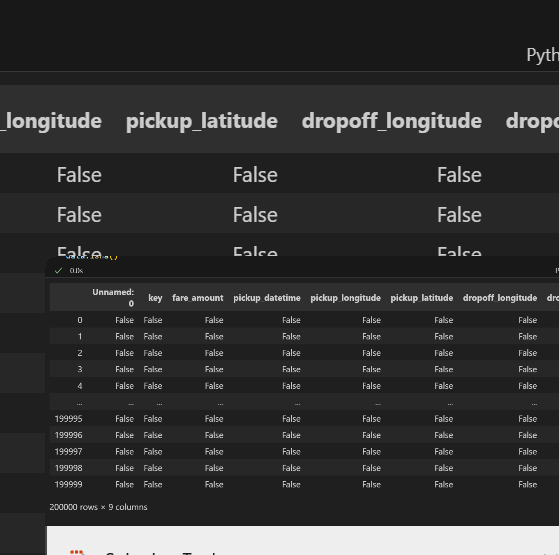 Pyth
_longitude pickup_latitude dropoff_longitude drop
False False False
False False False
False False False
0.0s P
Unnamed: 0 key fare_amount pickup_datetime pickup_longitude pickup_latitude dropoff_longitude dro
0 False False False False False False False
1 False False False False False False False
2 False False False False False False False
3 False False False False False False False
4 False False False False False False False
... ... ... ... ... ... ... ...
199995 False False False False False False False
199996 False False False False False False False
199997 False False False False False False False
199998 False False False False False False False
199999 False False False False False False False
200000 rows × 9 columns